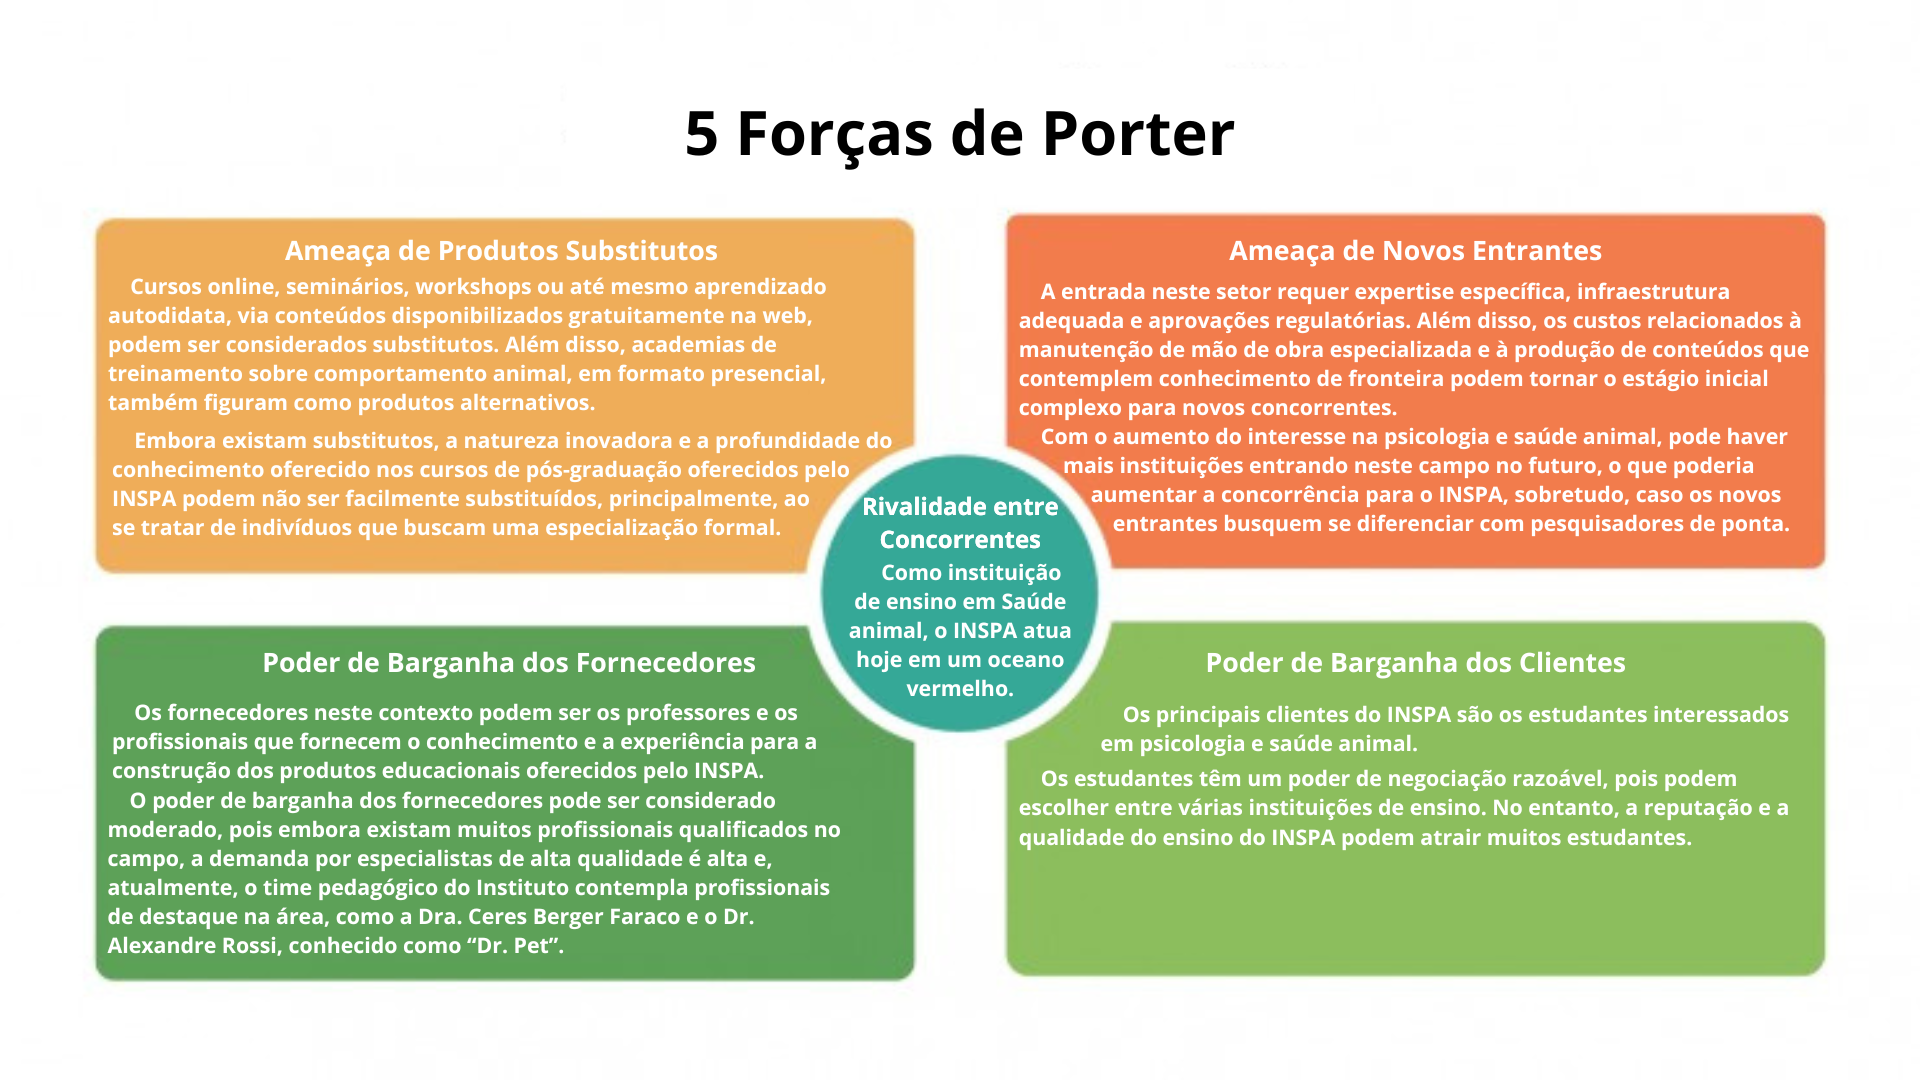 5 Forças de Porter
Ameaça de Produtos Substitutos
Cursos online, seminários, workshops ou até mesmo aprendizado
autodidata, via conteúdos disponibilizados gratuitamente na web,
podem ser considerados substitutos. Além disso, academias de
treinamento sobre comportamento animal, em formato presencial,
também figuram como produtos alternativos.
Embora existam substitutos, a natureza inovadora e a profundidade do
conhecimento oferecido nos cursos de pós-graduação oferecidos pelo
INSPA podem não ser facilmente substituídos, principalmente, ao
se tratar de indivíduos que buscam uma especialização formal.
Ameaça de Novos Entrantes
A entrada neste setor requer expertise específica, infraestrutura
adequada e aprovações regulatórias. Além disso, os custos relacionados à
manutenção de mão de obra especializada e à produção de conteúdos que
contemplem conhecimento de fronteira podem tornar o estágio inicial
complexo para novos concorrentes.
Com o aumento do interesse na psicologia e saúde animal, pode haver
mais instituições entrando neste campo no futuro, o que poderia
aumentar a concorrência para o INSPA, sobretudo, caso os novos
entrantes busquem se diferenciar com pesquisadores de ponta.
Rivalidade entre
Concorrentes
Como instituição
de ensino em Saúde
animal, o INSPA atua
hoje em um oceano
vermelho.
Poder de Barganha dos Fornecedores
Os fornecedores neste contexto podem ser os professores e os
profissionais que fornecem o conhecimento e a experiência para a
construção dos produtos educacionais oferecidos pelo INSPA.
O poder de barganha dos fornecedores pode ser considerado
moderado, pois embora existam muitos profissionais qualificados no
campo, a demanda por especialistas de alta qualidade é alta e,
atualmente, o time pedagógico do Instituto contempla profissionais
de destaque na área, como a Dra. Ceres Berger Faraco e o Dr.
Alexandre Rossi, conhecido como “Dr. Pet”.
Poder de Barganha dos Clientes
Os principais clientes do INSPA são os estudantes interessados
em psicologia e saúde animal.
Os estudantes têm um poder de negociação razoável, pois podem
escolher entre várias instituições de ensino. No entanto, a reputação e a
qualidade do ensino do INSPA podem atrair muitos estudantes.